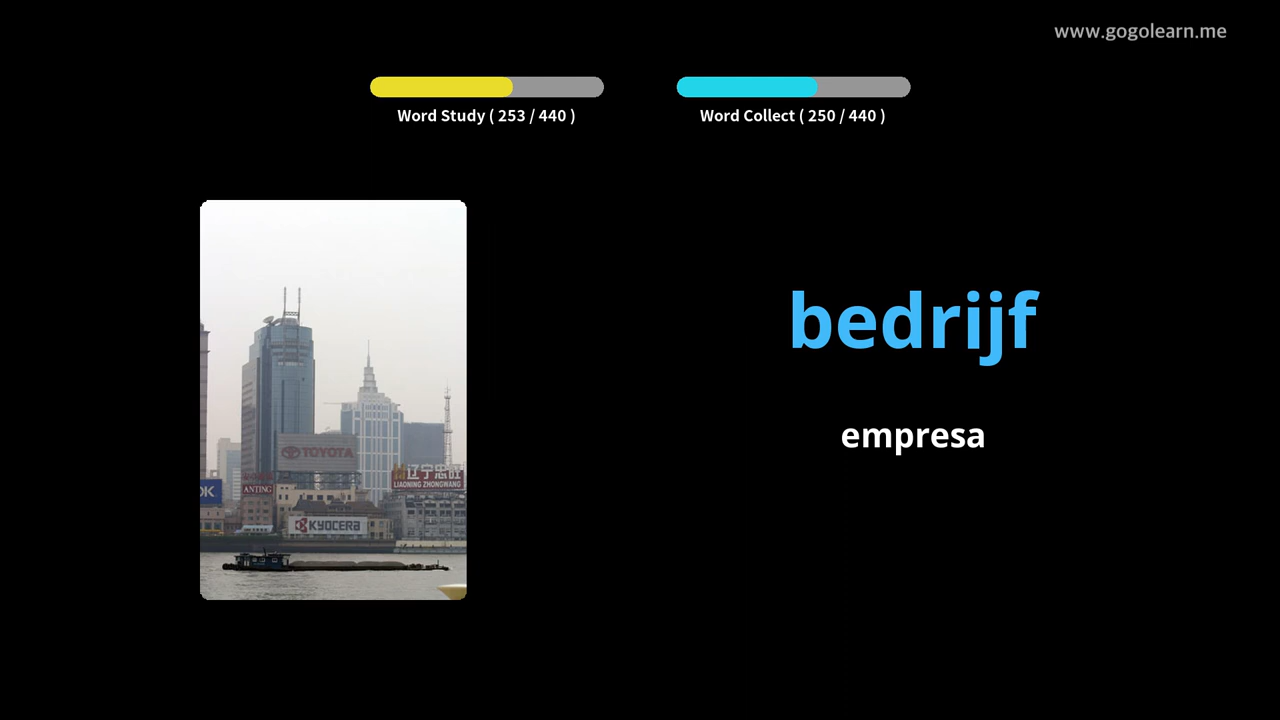 www.gogolearn.me
Word Study ( 253 / 440 )
Word Collect ( 250 / 440 )
bedrijf
empresa
TOYOTA
辽宁忠旺
LIAONING ZHONGWANG
ANTING
OK
KYOCERA